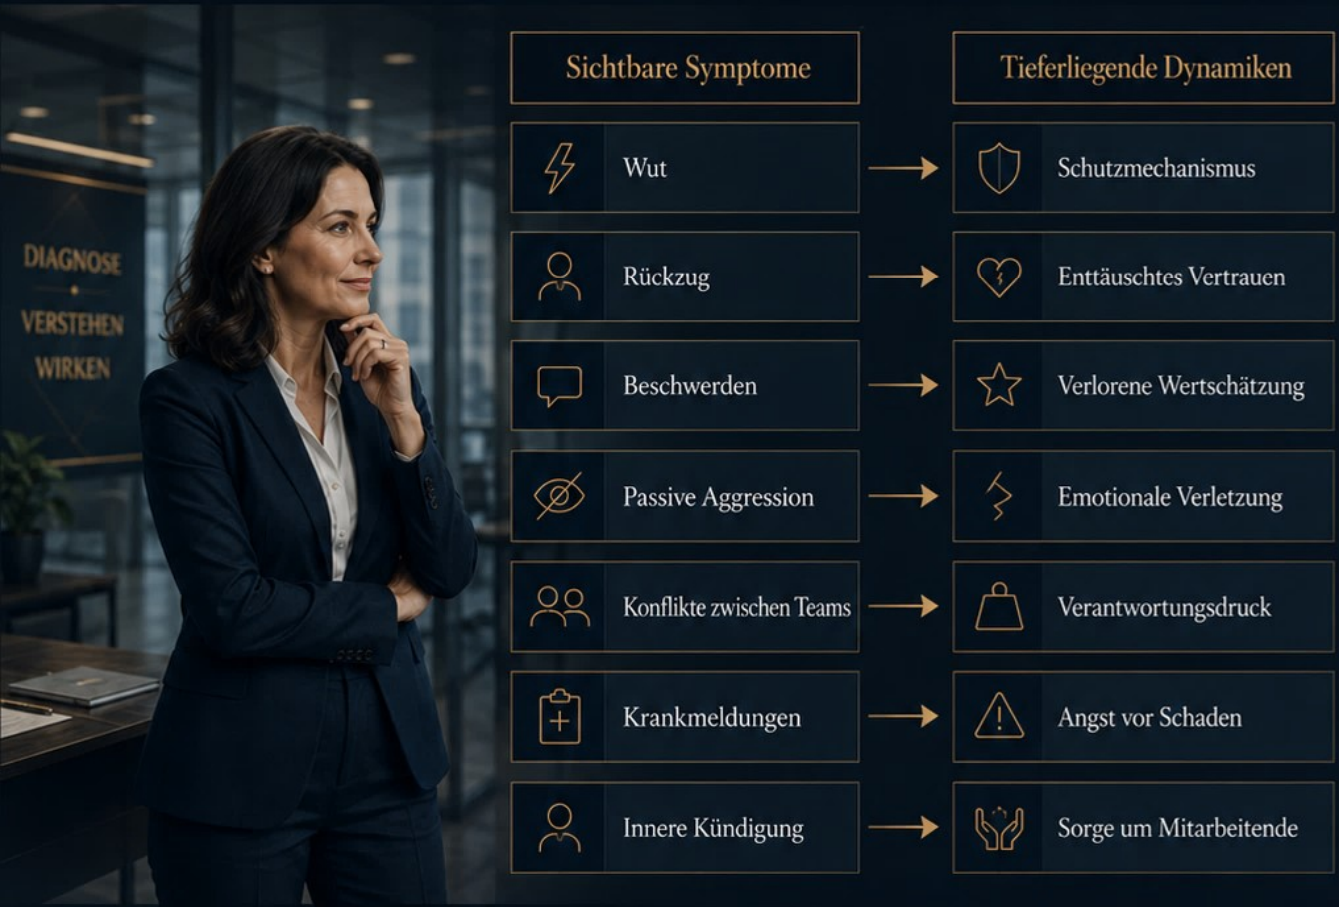 DIAGNOSE
VERSTEHEN
WIRKEN
Sichtbare Symptome
Tieferliegende Dynamiken
Wut
Schutzmechanismus
Rückzug
Enttäuschtes Vertrauen
Beschwerden
Verlorene Wertschätzung
Passive Aggression
Emotionale Verletzung
Konflikte zwischen Teams
Verantwortungsdruck
Krankmeldungen
Angst vor Schaden
Innere Kündigung
Sorge um Mitarbeitende